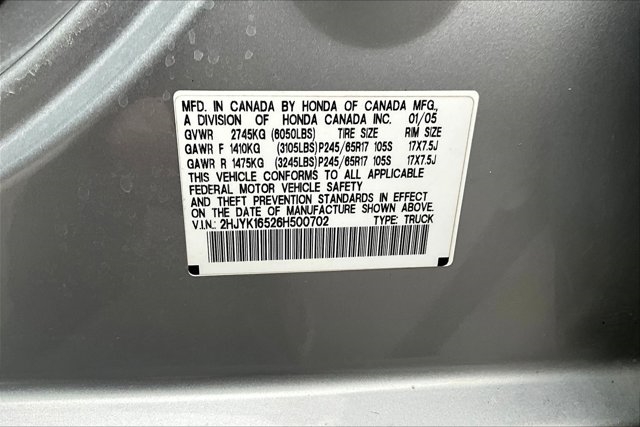 MFD. IN CANADA BY HONDA OF CANADA MFG.,
A DIVISION OF HONDA CANADA INC. 01/05
GVWR 2745KG (6050LBS) TIRE SIZE RIM SIZE
GAWR F 1410KG (3105LBS)P245/65R17 105S 17X7.5J
GAWR R 1475KG (3245LBS)P245/65R17 105S 17X7.5J
THIS VEHICLE CONFORMS TO ALL APPLICABLE
FEDERAL MOTOR VEHICLE SAFETY
AND THEFT PREVENTION STANDARDS IN EFFECT
ON THE DATE OF MANUFACTURE SHOWN ABOVE.
V.I.N.: 2HJYK16526H500702 TYPE: TRUCK